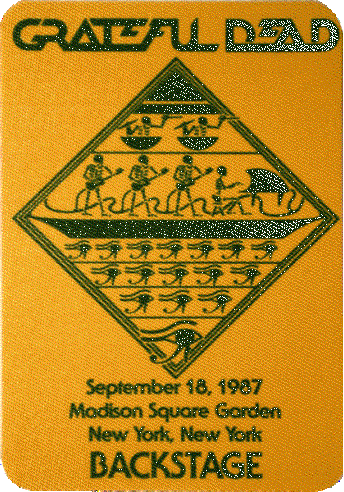 GRATEFUL DEAD
September 18, 1987
Madison Square Garden
New York, New York
BACKSTAGE